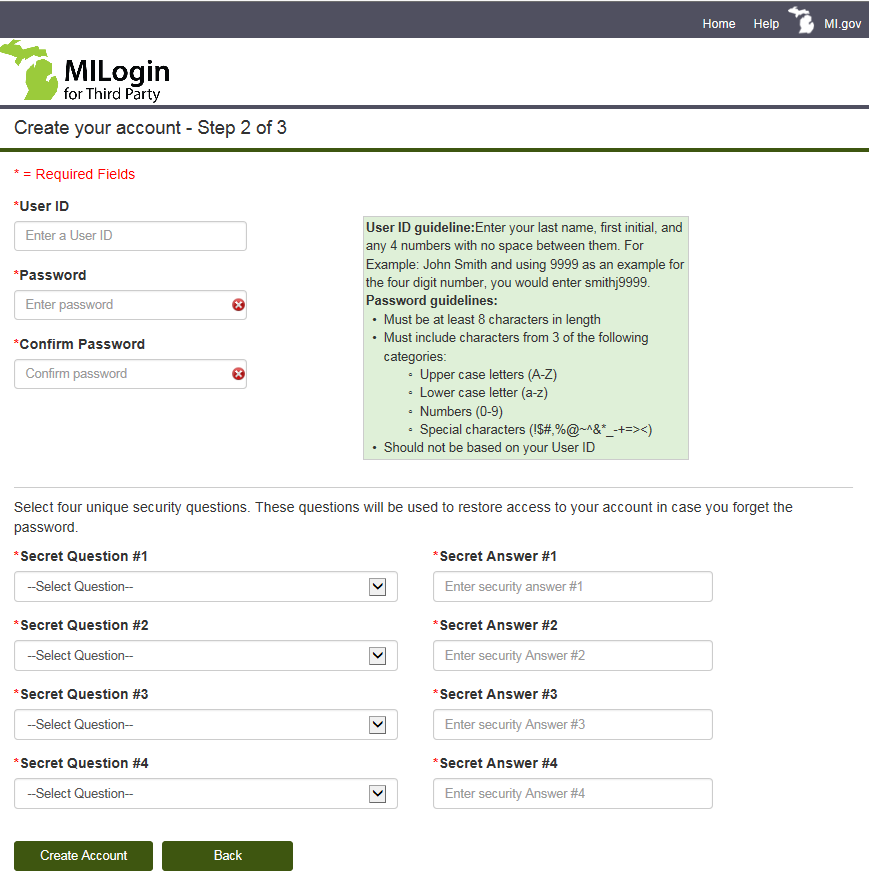 Home Help MI.gov
MILogin
for Third Party
Create your account - Step 2 of 3
* = Required Fields
*User ID
Enter a User ID
*Password
Enter password
*Confirm Password
Confirm password
User ID guideline:Enter your last name, first initial, and
any 4 numbers with no space between them. For
Example: John Smith and using 9999 as an example for
the four digit number, you would enter smithj9999.
Password guidelines:
• Must be at least 8 characters in length
• Must include characters from 3 of the following
categories:
◦ Upper case letters (A-Z)
◦ Lower case letter (a-z)
◦ Numbers (0-9)
◦ Special characters (!$#,%@~^&*_-+=><)
• Should not be based on your User ID
Select four unique security questions. These questions will be used to restore access to your account in case you forget the
password.
*Secret Question #1 *Secret Answer #1
--Select Question-- Enter security answer #1
*Secret Question #2 *Secret Answer #2
--Select Question-- Enter security Answer #2
*Secret Question #3 *Secret Answer #3
--Select Question-- Enter security Answer #3
*Secret Question #4 *Secret Answer #4
--Select Question-- Enter security Answer #4
Create Account Back